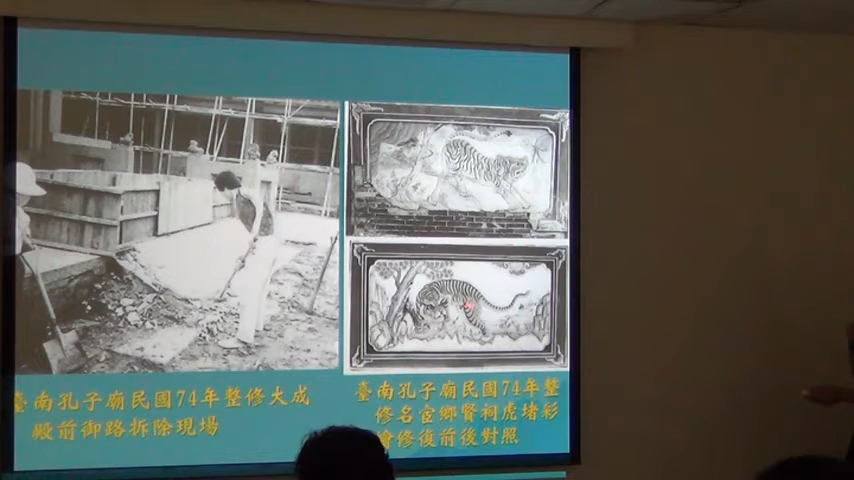 臺南孔子廟民國74年整修大成
殿前御路拆除現場
臺南孔子廟民國74年整
修名宦鄉賢祠虎堵彩
繪修復前後對照